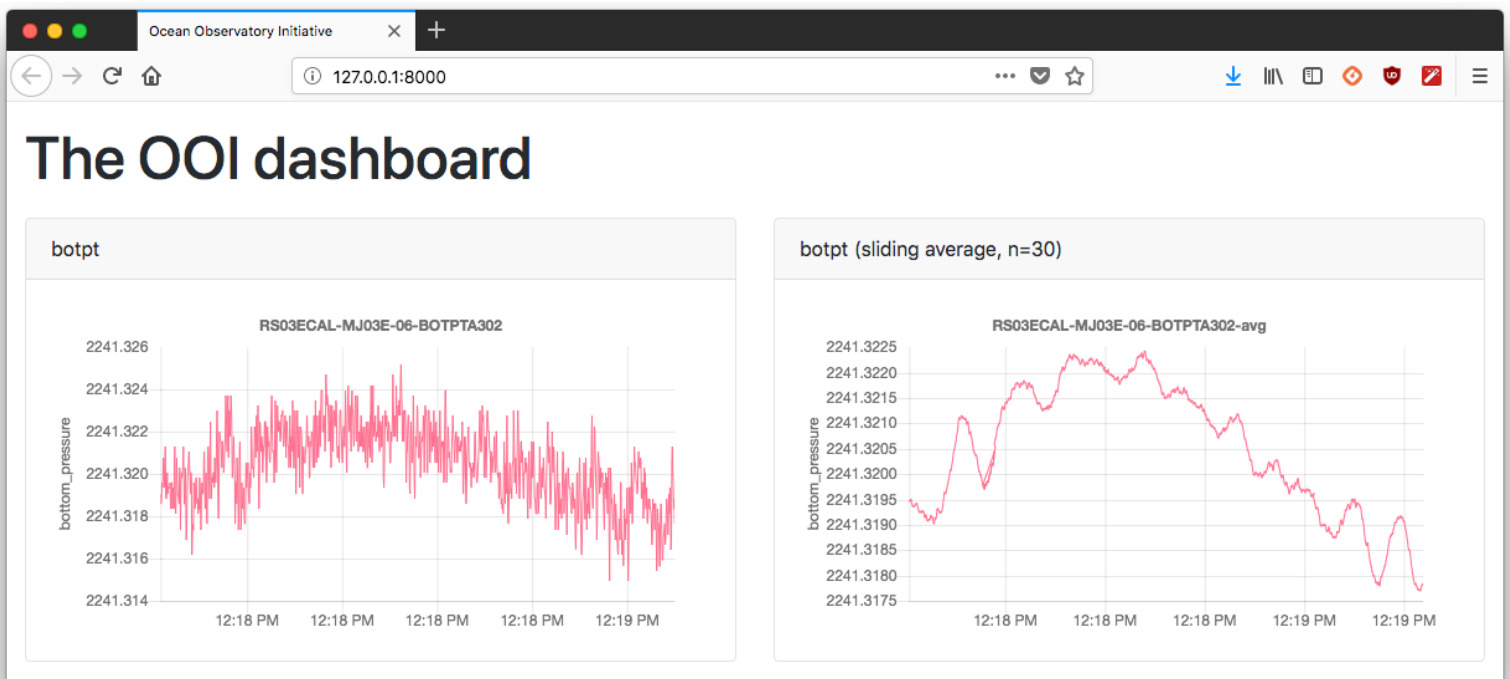 Ocean Observatory Initiative
127.0.0.1:8000
The OOI dashboard
botpt
RS03ECAL-MJ03E-06-BOTPTA302
bottom_pressure
2241.326
2241.324
2241.322
2241.320
2241.318
2241.316
2241.314
12:18 PM 12:18 PM 12:18 PM 12:18 PM 12:19 PM
botpt (sliding average, n=30)
RS03ECAL-MJ03E-06-BOTPTA302-avg
bottom_pressure
2241.3225
2241.3220
2241.3215
2241.3210
2241.3205
2241.3200
2241.3195
2241.3190
2241.3185
2241.3180
2241.3175
12:18 PM 12:18 PM 12:18 PM 12:19 PM 12:19 PM